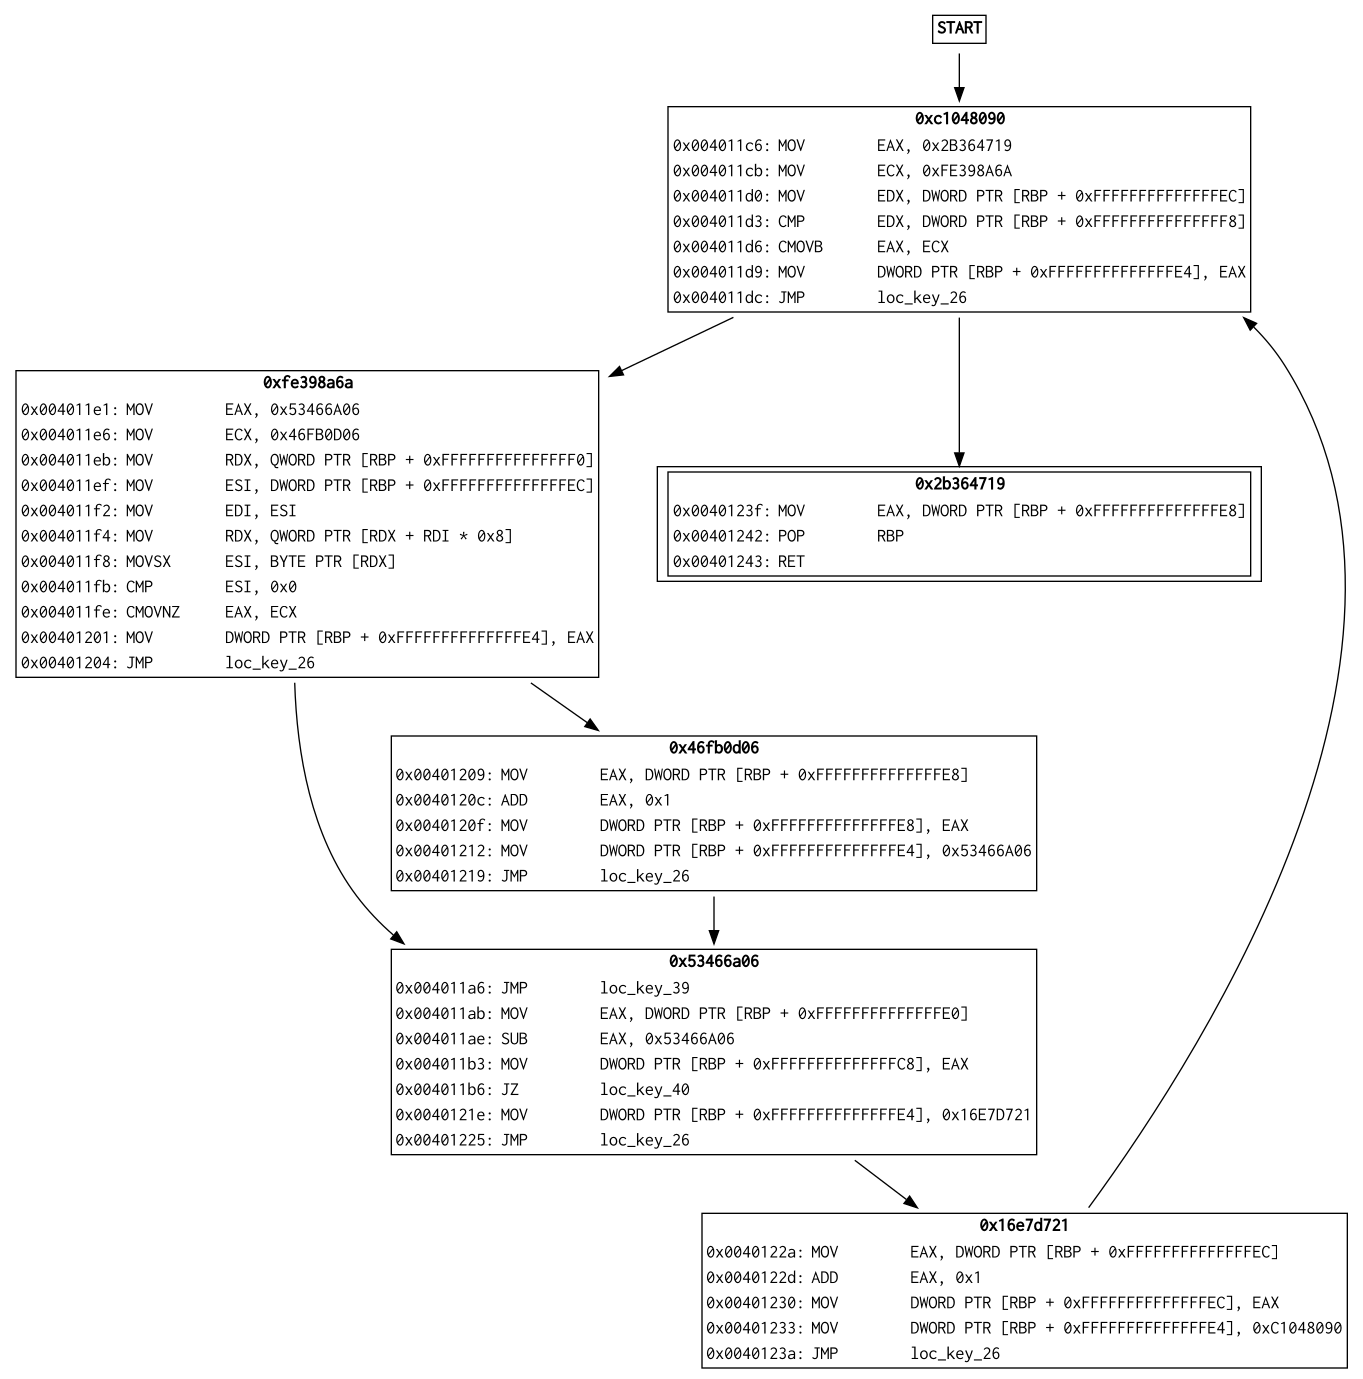 START
0xc1048090
0x004011c6: MOV EAX, 0x2B364719
0x004011cb: MOV ECX, 0xFE398A6A
0x004011d0: MOV EDX, DWORD PTR [RBP + 0xFFFFFFFFFFFFFFEC]
0x004011d3: CMP EDX, DWORD PTR [RBP + 0xFFFFFFFFFFFFFFF8]
0x004011d6: CMOVB EAX, ECX
0x004011d9: MOV DWORD PTR [RBP + 0xFFFFFFFFFFFFFFE4], EAX
0x004011dc: JMP loc_key_26
0xfe398a6a
0x004011e1: MOV EAX, 0x53466A06
0x004011e6: MOV ECX, 0x46FB0D06
0x004011eb: MOV RDX, QWORD PTR [RBP + 0xFFFFFFFFFFFFFFF0]
0x004011ef: MOV ESI, DWORD PTR [RBP + 0xFFFFFFFFFFFFFFEC]
0x004011f2: MOV EDI, ESI
0x004011f4: MOV RDX, QWORD PTR [RDX + RDI * 0x8]
0x004011f8: MOVSX ESI, BYTE PTR [RDX]
0x004011fb: CMP ESI, 0x0
0x004011fe: CMOVNZ EAX, ECX
0x00401201: MOV DWORD PTR [RBP + 0xFFFFFFFFFFFFFFE4], EAX
0x00401204: JMP loc_key_26
0x2b364719
0x0040123f: MOV EAX, DWORD PTR [RBP + 0xFFFFFFFFFFFFFFE8]
0x00401242: POP RBP
0x00401243: RET
0x46fb0d06
0x00401209: MOV EAX, DWORD PTR [RBP + 0xFFFFFFFFFFFFFFE8]
0x0040120c: ADD EAX, 0x1
0x0040120f: MOV DWORD PTR [RBP + 0xFFFFFFFFFFFFFFE8], EAX
0x00401212: MOV DWORD PTR [RBP + 0xFFFFFFFFFFFFFFE4], 0x53466A06
0x00401219: JMP loc_key_26
0x53466a06
0x004011a6: JMP loc_key_39
0x004011ab: MOV EAX, DWORD PTR [RBP + 0xFFFFFFFFFFFFFFE0]
0x004011ae: SUB EAX, 0x53466A06
0x004011b3: MOV DWORD PTR [RBP + 0xFFFFFFFFFFFFFFC8], EAX
0x004011b6: JZ loc_key_40
0x0040121e: MOV DWORD PTR [RBP + 0xFFFFFFFFFFFFFFE4], 0x16E7D721
0x00401225: JMP loc_key_26
0x16e7d721
0x0040122a: MOV EAX, DWORD PTR [RBP + 0xFFFFFFFFFFFFFFEC]
0x0040122d: ADD EAX, 0x1
0x00401230: MOV DWORD PTR [RBP + 0xFFFFFFFFFFFFFFEC], EAX
0x00401233: MOV DWORD PTR [RBP + 0xFFFFFFFFFFFFFFE4], 0xC1048090
0x0040123a: JMP loc_key_26